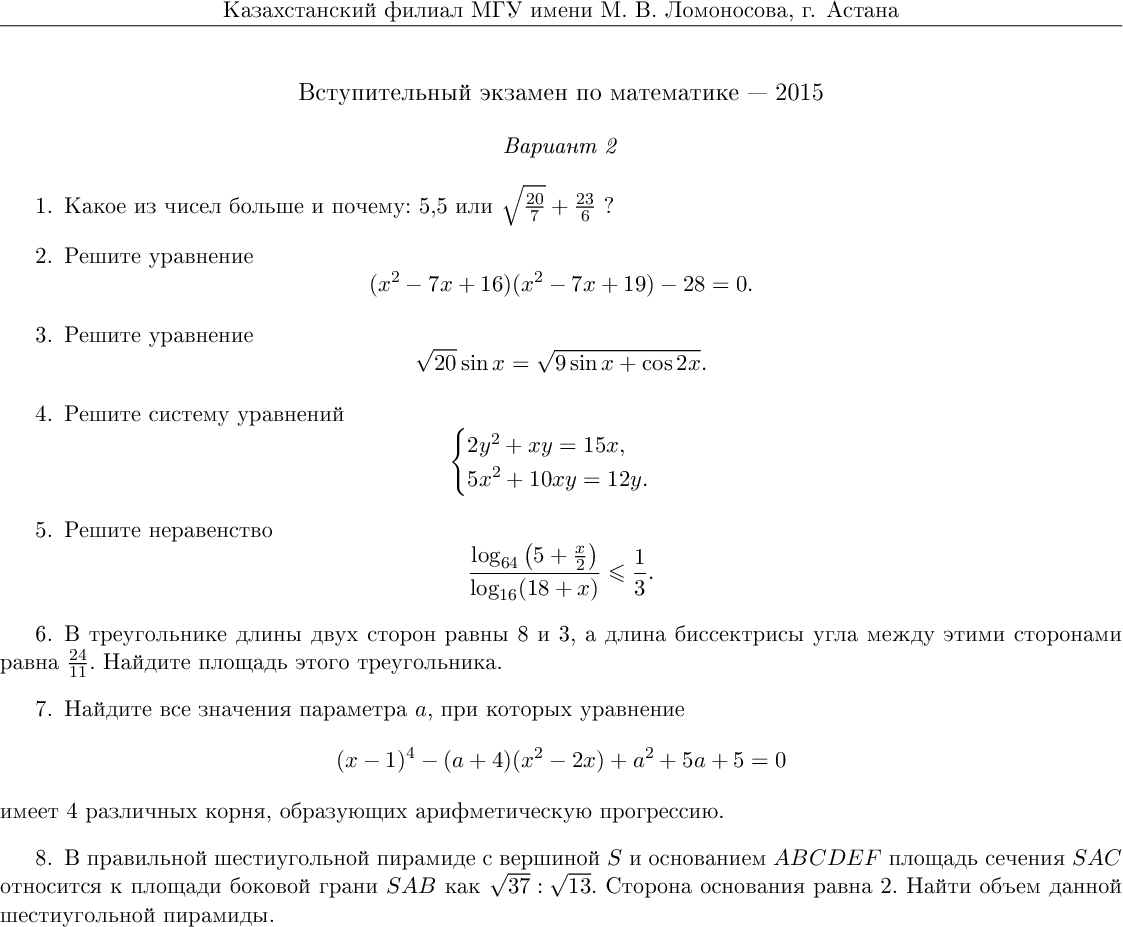 Казахстанский филиал МГУ имени М. В. Ломоносова, г. Астана
Вступительный экзамен по математике — 2015
Вариант 2
1. Какое из чисел больше и почему: 5,5 или $\sqrt{\frac{20}{7}} + \frac{23}{6}$ ?
2. Решите уравнение
$(x^2 - 7x + 16)(x^2 - 7x + 19) - 28 = 0.$
3. Решите уравнение
$\sqrt{20} \sin x = \sqrt{9 \sin x + \cos 2x}.$
4. Решите систему уравнений
$\begin{cases} 2y^2 + xy = 15x, \\ 5x^2 + 10xy = 12y. \end{cases}$
5. Решите неравенство
$\frac{\log_{64}\left(5 + \frac{x}{2}\right)}{\log_{16}(18 + x)} \leqslant \frac{1}{3}.$
6. В треугольнике длины двух сторон равны 8 и 3, а длина биссектрисы угла между этими сторонами
равна $\frac{24}{11}$. Найдите площадь этого треугольника.
7. Найдите все значения параметра $a$, при которых уравнение
$(x - 1)^4 - (a + 4)(x^2 - 2x) + a^2 + 5a + 5 = 0$
имеет 4 различных корня, образующих арифметическую прогрессию.
8. В правильной шестиугольной пирамиде с вершиной $S$ и основанием $ABCDEF$ площадь сечения $SAC$
относится к площади боковой грани $SAB$ как $\sqrt{37} : \sqrt{13}$. Сторона основания равна 2. Найти объем данной
шестиугольной пирамиды.